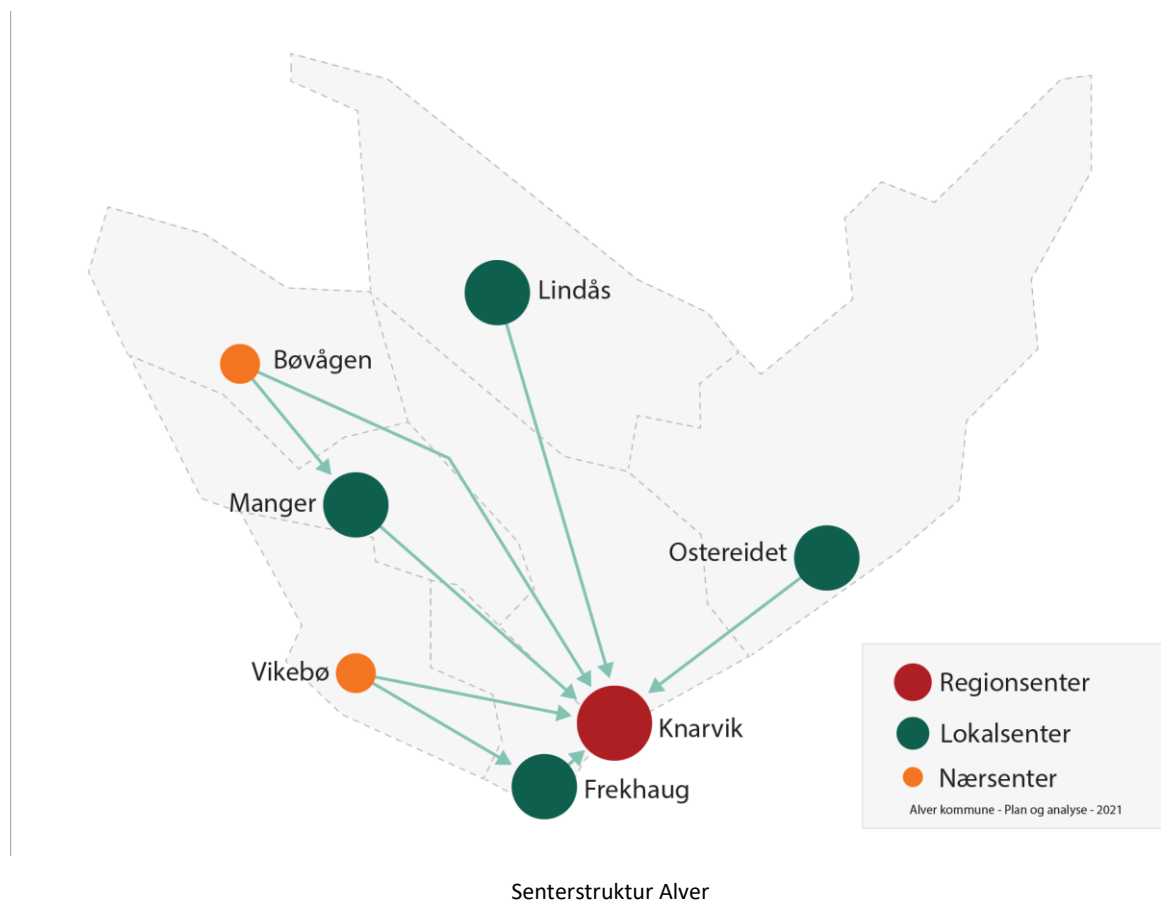 Lindås
Bøvågen
Manger
Ostereidet
Vikebø
Knarvik
Frekhaug
Regionsenter
Lokalsenter
Nærsenter
Alver kommune - Plan og analyse - 2021
Senterstruktur Alver